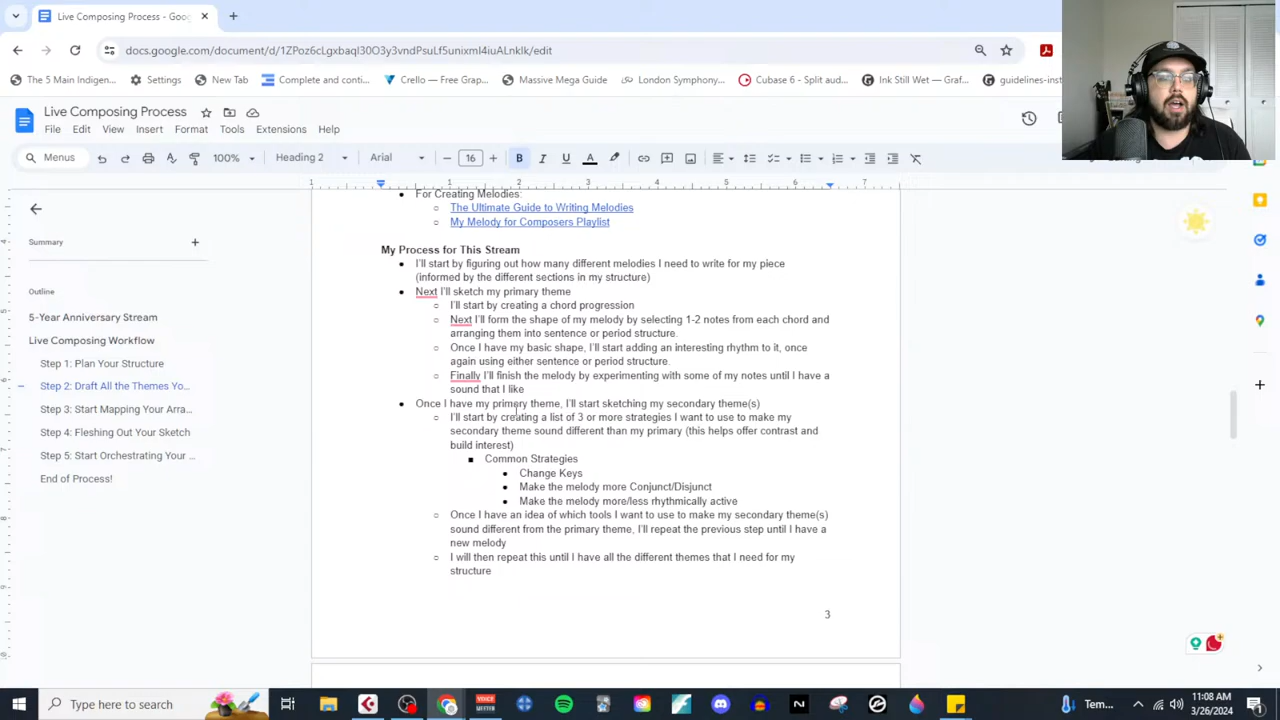 Live Composing Process - Goo
docs.google.com/document/d/1ZPoz6cLgxbaql30O3y3vndPsuLf5unixml4iuALnkIk/edit
The 5 Main Indigen... Settings New Tab Complete and conti... Crello — Free Grap... Massive Mega Guide London Symphony... Cubase 6 - Split aud... Ink Still Wet — Graf... guidelines-inst
Live Composing Process
File Edit View Insert Format Tools Extensions Help
Menus 100% Heading 2 Arial 16 B I U A
1 1 2 3 4 5 6 7
For Creating Melodies:
The Ultimate Guide to Writing Melodies
My Melody for Composers Playlist
Summary
Outline
5-Year Anniversary Stream
Live Composing Workflow
Step 1: Plan Your Structure
Step 2: Draft All the Themes Yo...
Step 3: Start Mapping Your Arra...
Step 4: Fleshing Out Your Sketch
Step 5: Start Orchestrating Your ...
End of Process!
My Process for This Stream
I'll start by figuring out how many different melodies I need to write for my piece
(informed by the different sections in my structure)
Next I'll sketch my primary theme
I'll start by creating a chord progression
Next I'll form the shape of my melody by selecting 1-2 notes from each chord and
arranging them into sentence or period structure.
Once I have my basic shape, I'll start adding an interesting rhythm to it, once
again using either sentence or period structure.
Finally I'll finish the melody by experimenting with some of my notes until I have a
sound that I like
Once I have my primary theme, I'll start sketching my secondary theme(s)
I'll start by creating a list of 3 or more strategies I want to use to make my
secondary theme sound different than my primary (this helps offer contrast and
build interest)
Common Strategies
Change Keys
Make the melody more Conjunct/Disjunct
Make the melody more/less rhythmically active
Once I have an idea of which tools I want to use to make my secondary theme(s)
sound different from the primary theme, I'll repeat the previous step until I have a
new melody
I will then repeat this until I have all the different themes that I need for my
structure
3
Type here to search
Tem...
11:08 AM
3/26/2024